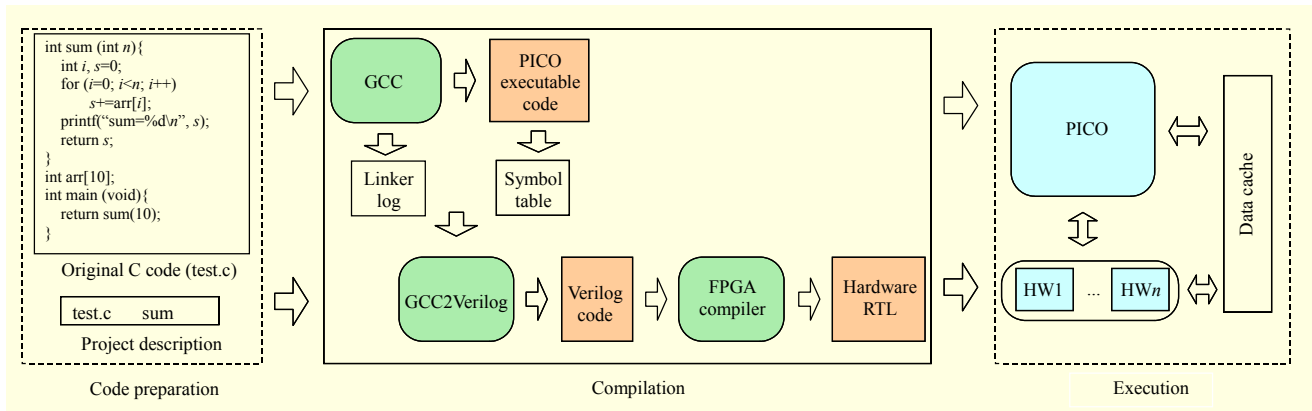 int sum (int n){
int i, s=0;
for (i=0; i<n; i++)
s+=arr[i];
printf(“sum=%d\n”, s);
return s;
}
int arr[10];
int main (void){
return sum(10);
}
Original C code (test.c)
test.c sum
Project description
Code preparation
GCC
PICO
executable
code
Linker
log
Symbol
table
GCC2Verilog
Verilog
code
FPGA
compiler
Hardware
RTL
Compilation
PICO
HW1 ... HWn
Data cache
Execution